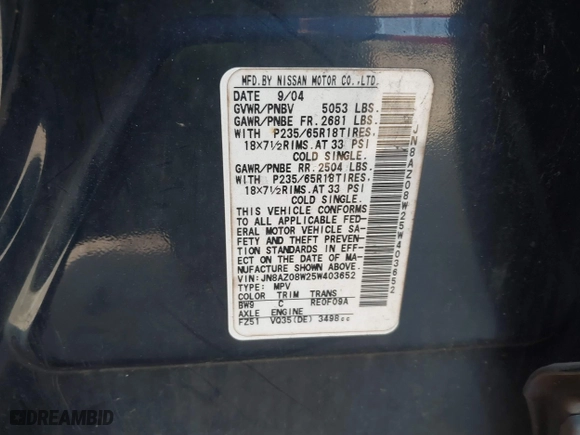 MFD.BY NISSAN MOTOR CO.,LTD.
DATE 9/04
GVWR/PNBV 5053 LBS.
GAWR/PNBE FR.2681 LBS.
WITH P235/65R18TIRES.
18×7½RIMS.AT 33 PSI
COLD SINGLE.
GAWR/PNBE RR.2504 LBS.
WITH P235/65R18TIRES.
18×7½RIMS.AT 33 PSI
COLD SINGLE.
THIS VEHICLE CONFORMS
TO ALL APPLICABLE FED-
ERAL MOTOR VEHICLE SA-
FETY AND THEFT PREVEN-
TION STANDARDS IN EFF-
ECT ON THE DATE OF MA-
NUFACTURE SHOWN ABOVE.
VIN:JN8AZ08W25W403652
TYPE: MPV
COLOR TRIM TRANS
BW9 C RE0F09A
AXLE ENGINE
FZ51 VQ35(DE) 3498cc
JN8AZ08W25W403652
DREAMBID